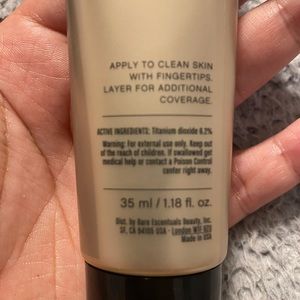 APPLY TO CLEAN SKIN
WITH FINGERTIPS.
LAYER FOR ADDITIONAL
COVERAGE.
ACTIVE INGREDIENTS: Titanium dioxide 8.2%
Warning: For external use only. Keep out
of the reach of children. If swallowed get
medical help or contact a Poison Control
center right away.
35 ml / 1.18 fl. oz.
Dist. by Bare Escentuals Beauty, Inc.
SF, CA 94105 USA - London
Made in USA